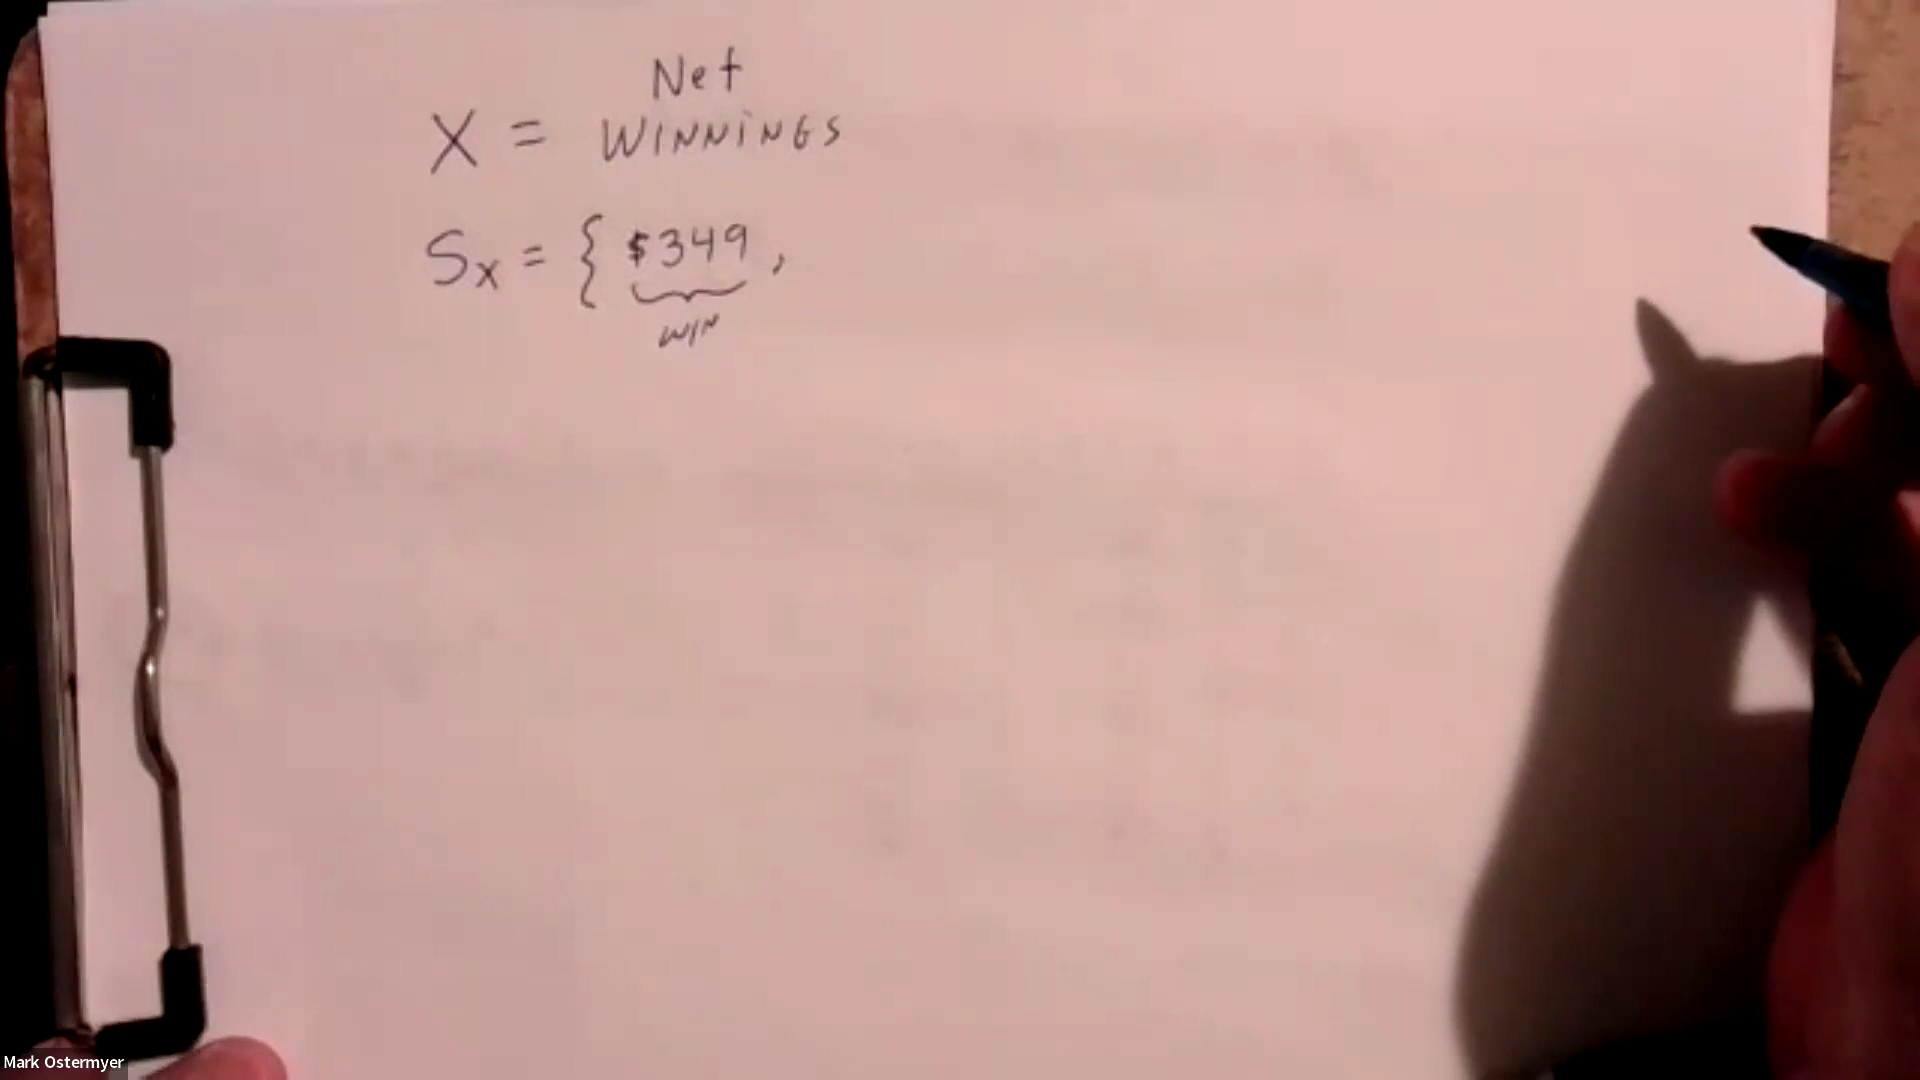 Net
X = WINNINGS
Sx = { $349 ,
WIN
Mark Ostermyer